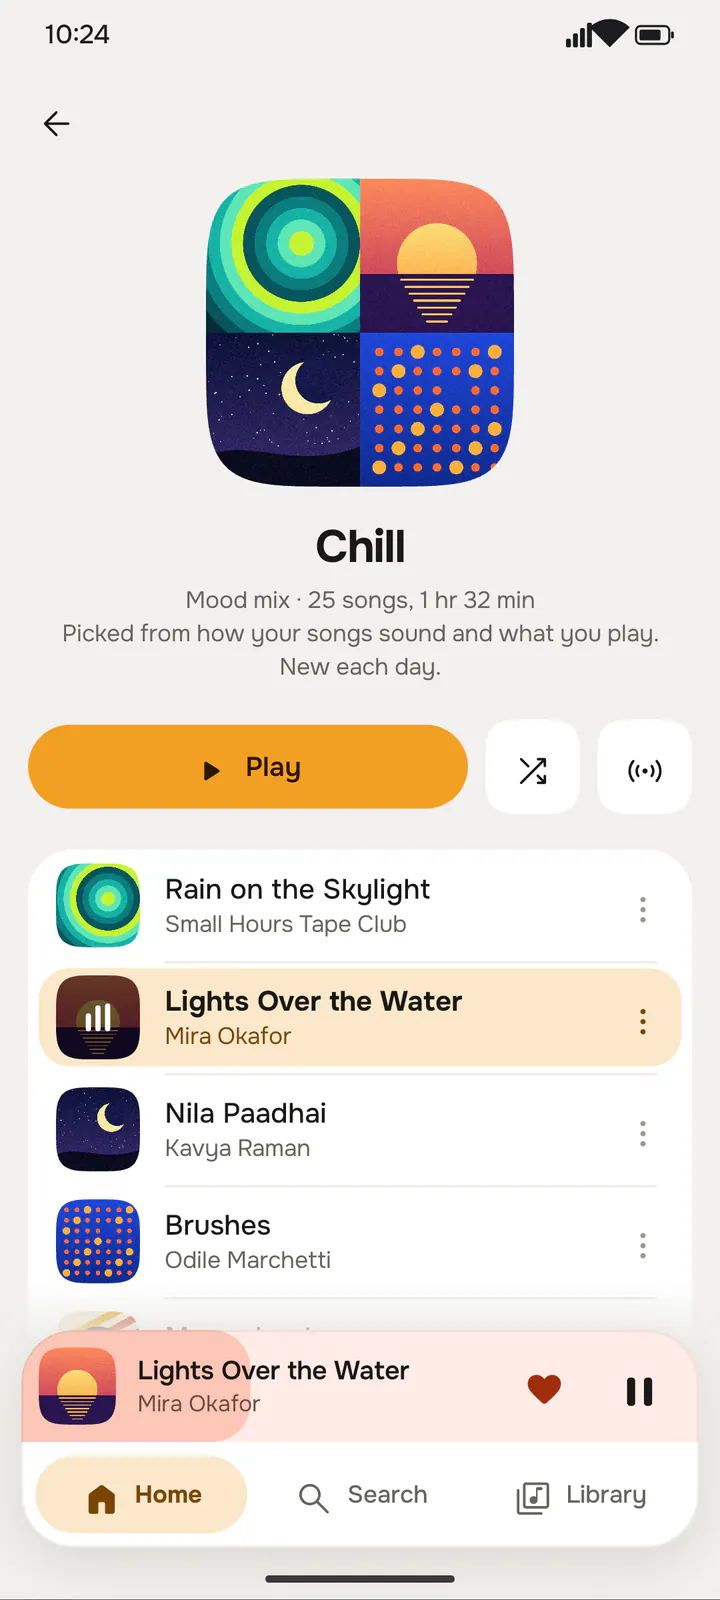 10:24
Chill
Mood mix · 25 songs, 1 hr 32 min
Picked from how your songs sound and what you play.
New each day.
Play
Rain on the Skylight
Small Hours Tape Club
Lights Over the Water
Mira Okafor
Nila Paadhai
Kavya Raman
Brushes
Odile Marchetti
Lights Over the Water
Mira Okafor
Home
Search
Library